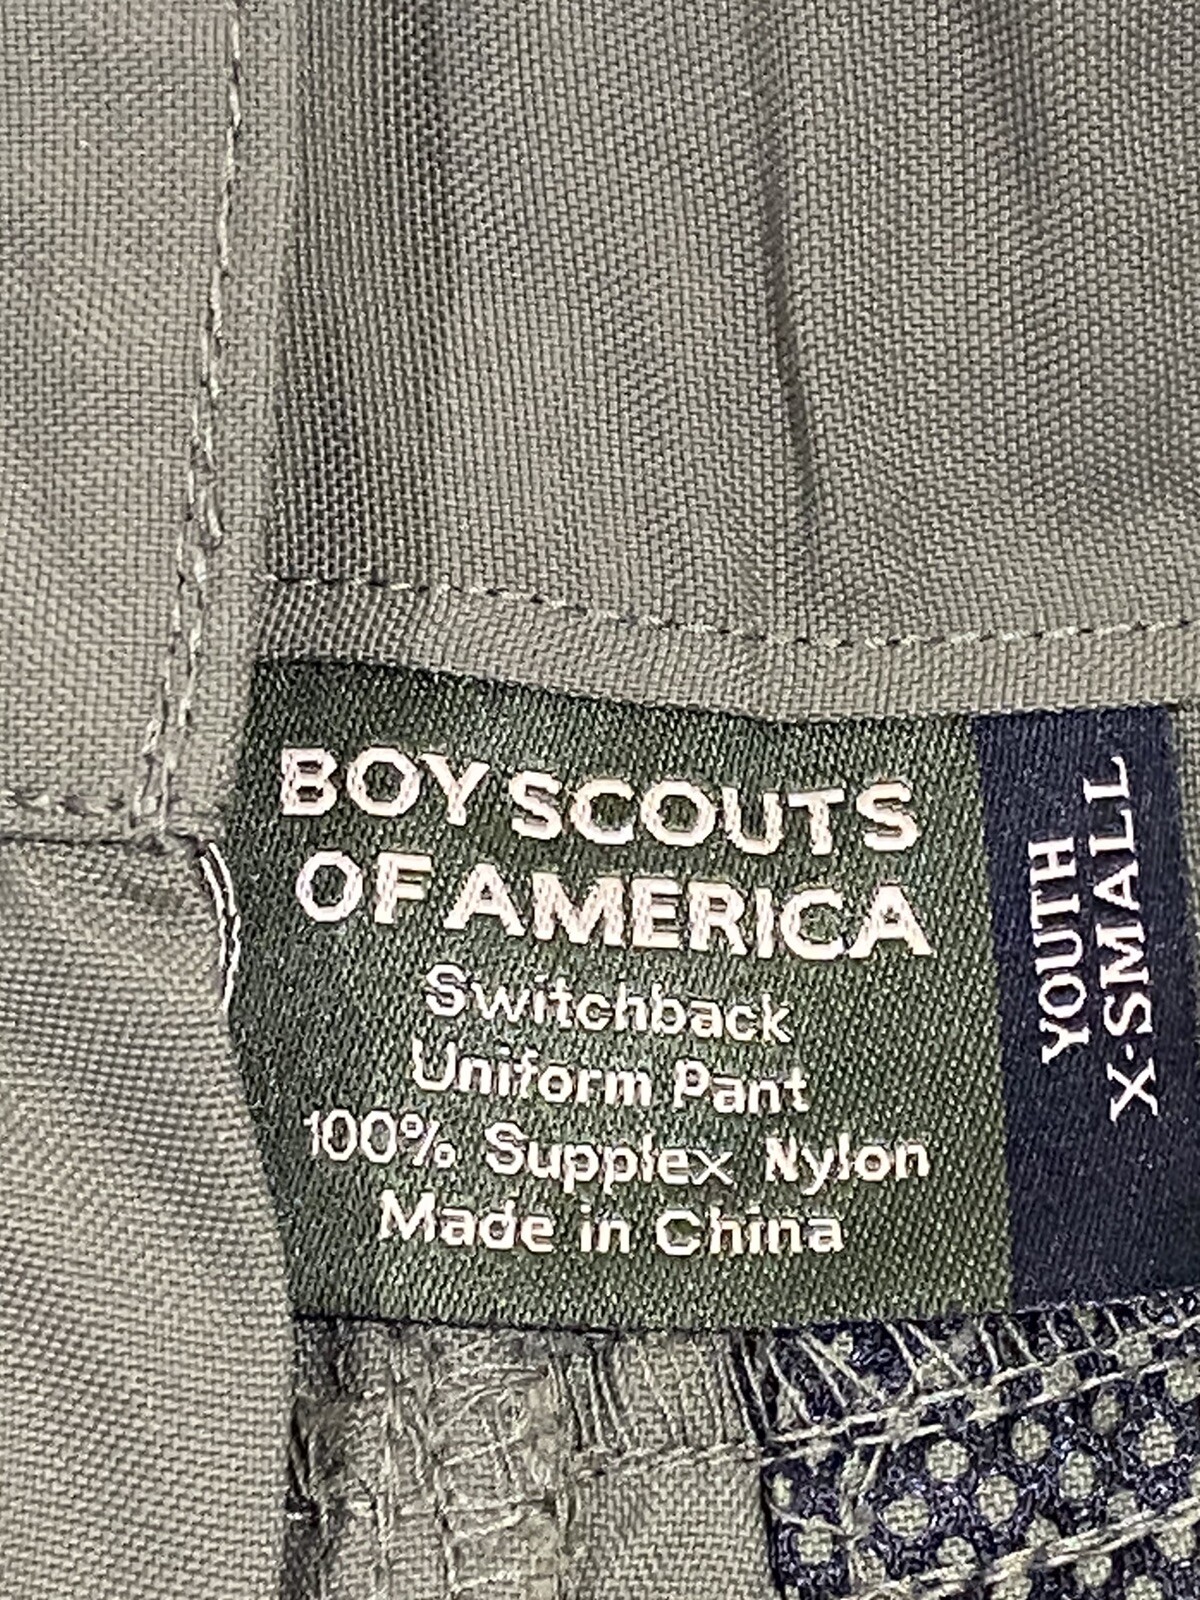 BOY SCOUTS
OF AMERICA
Switchback
Uniform Pant
100% Supplex Nylon
Made in China
YOUTH
X-SMALL